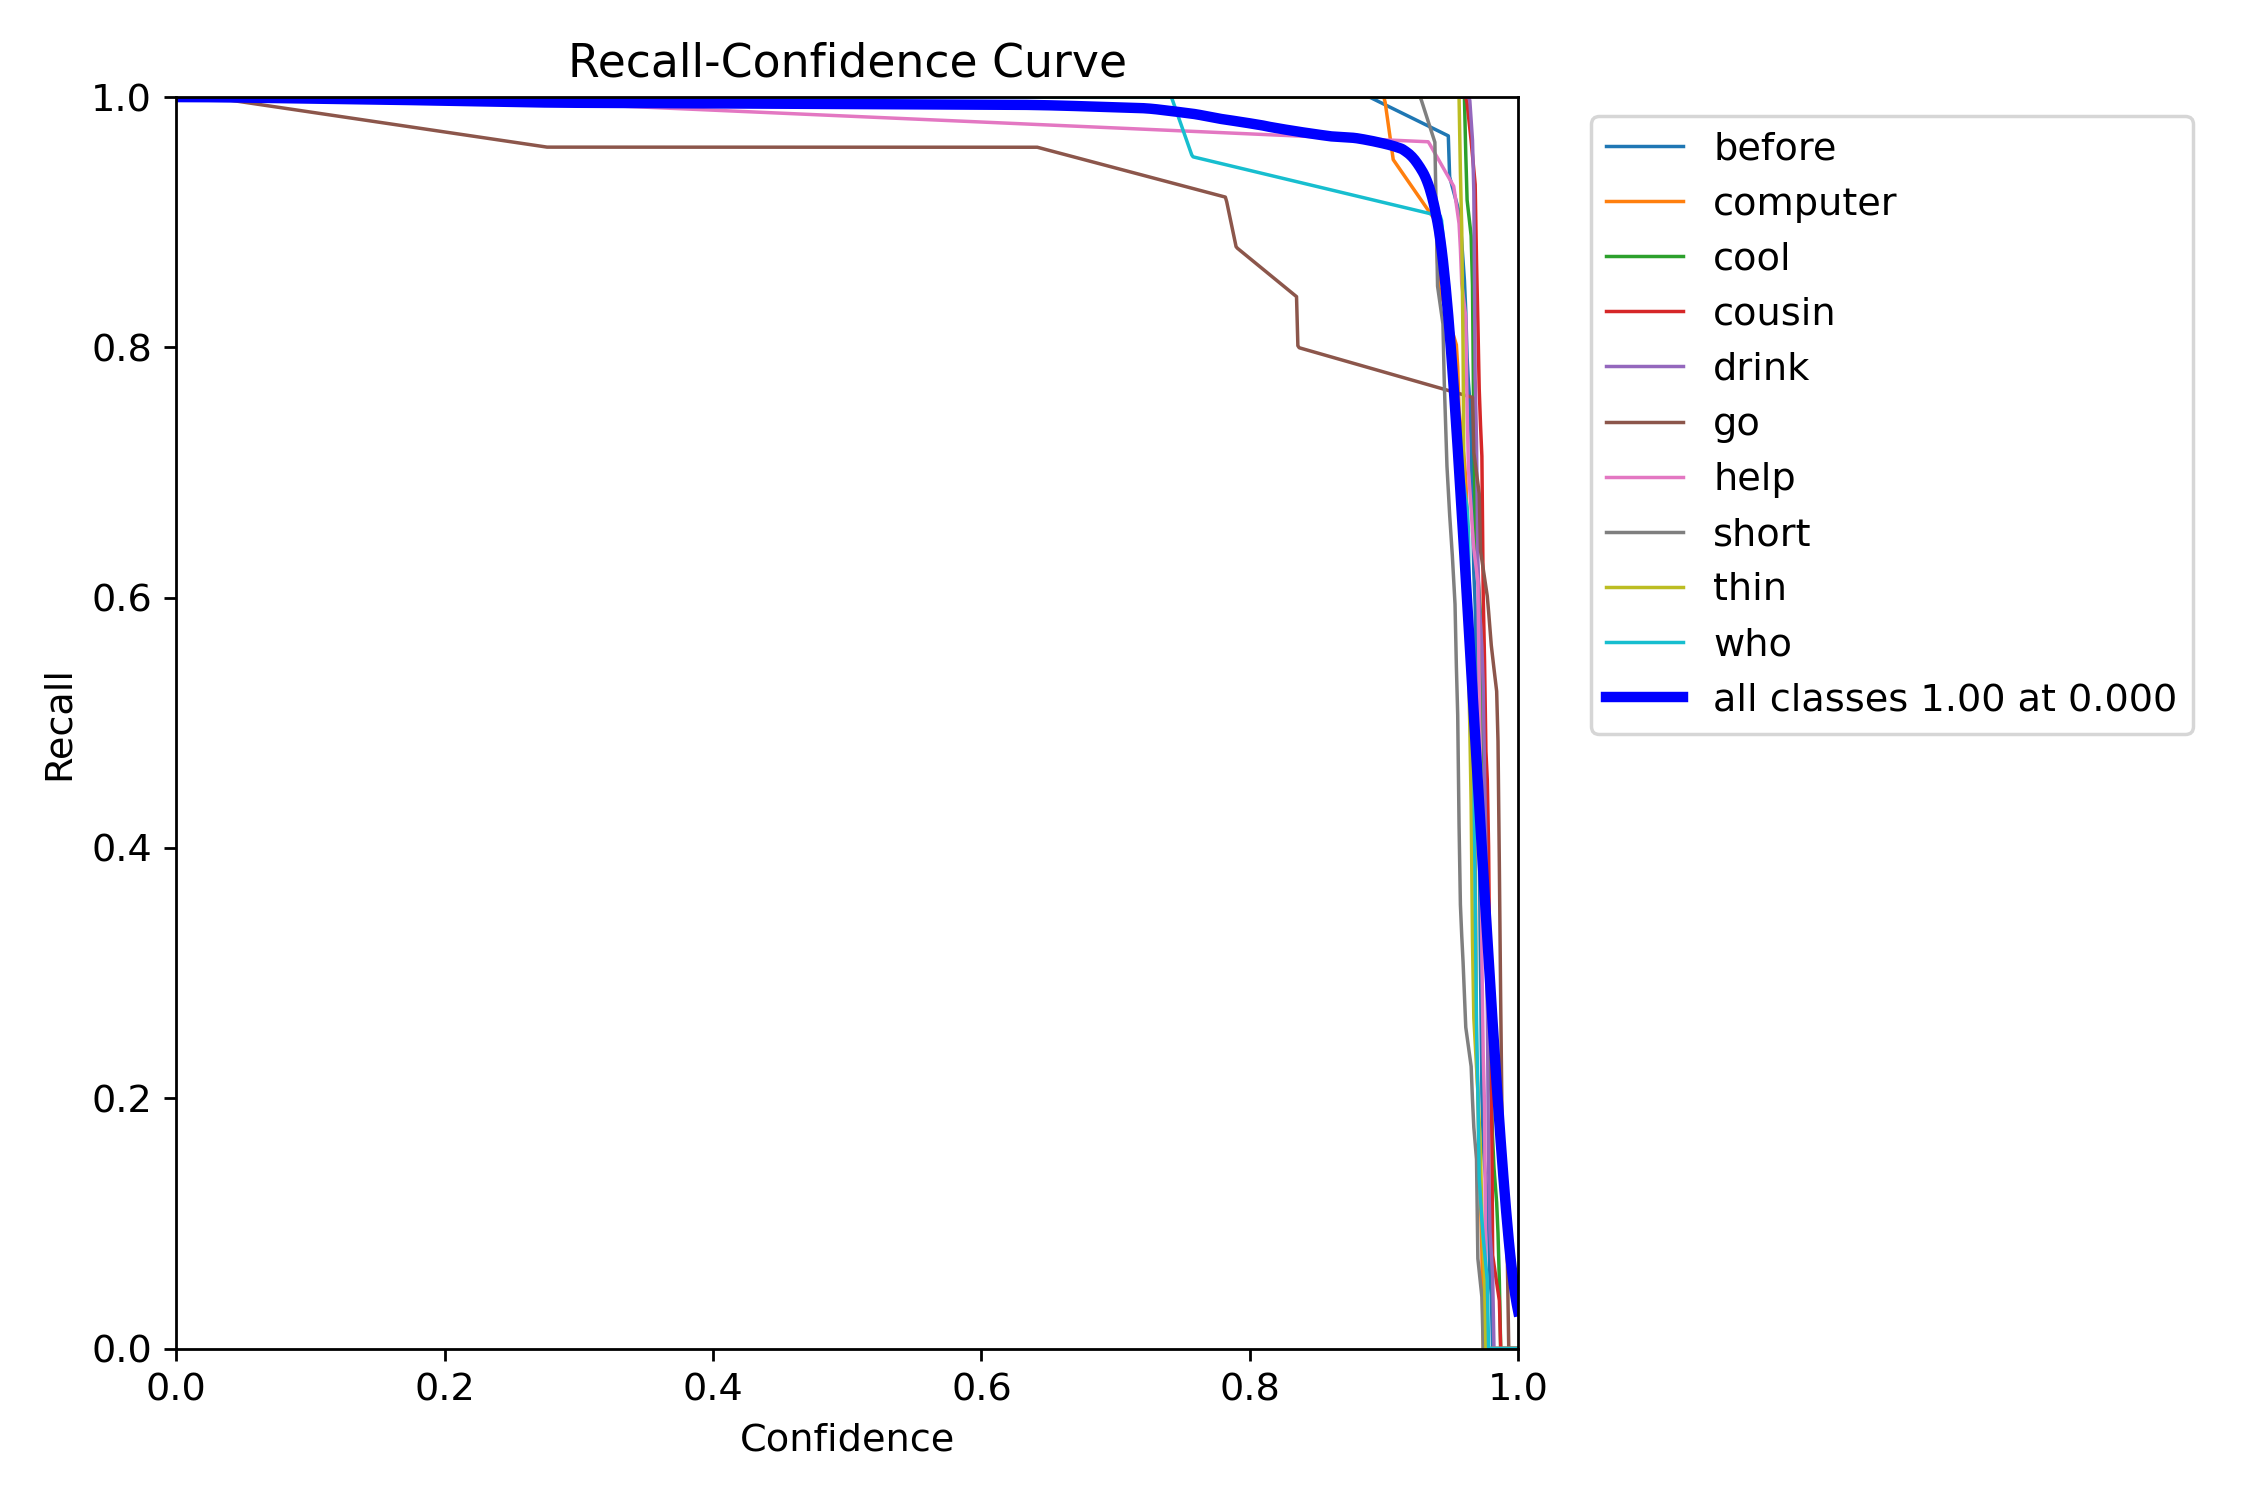 Recall-Confidence Curve
1.0
0.8
0.6
0.4
0.2
0.0
Recall
0.0 0.2 0.4 0.6 0.8 1.0
Confidence
before
computer
cool
cousin
drink
go
help
short
thin
who
all classes 1.00 at 0.000